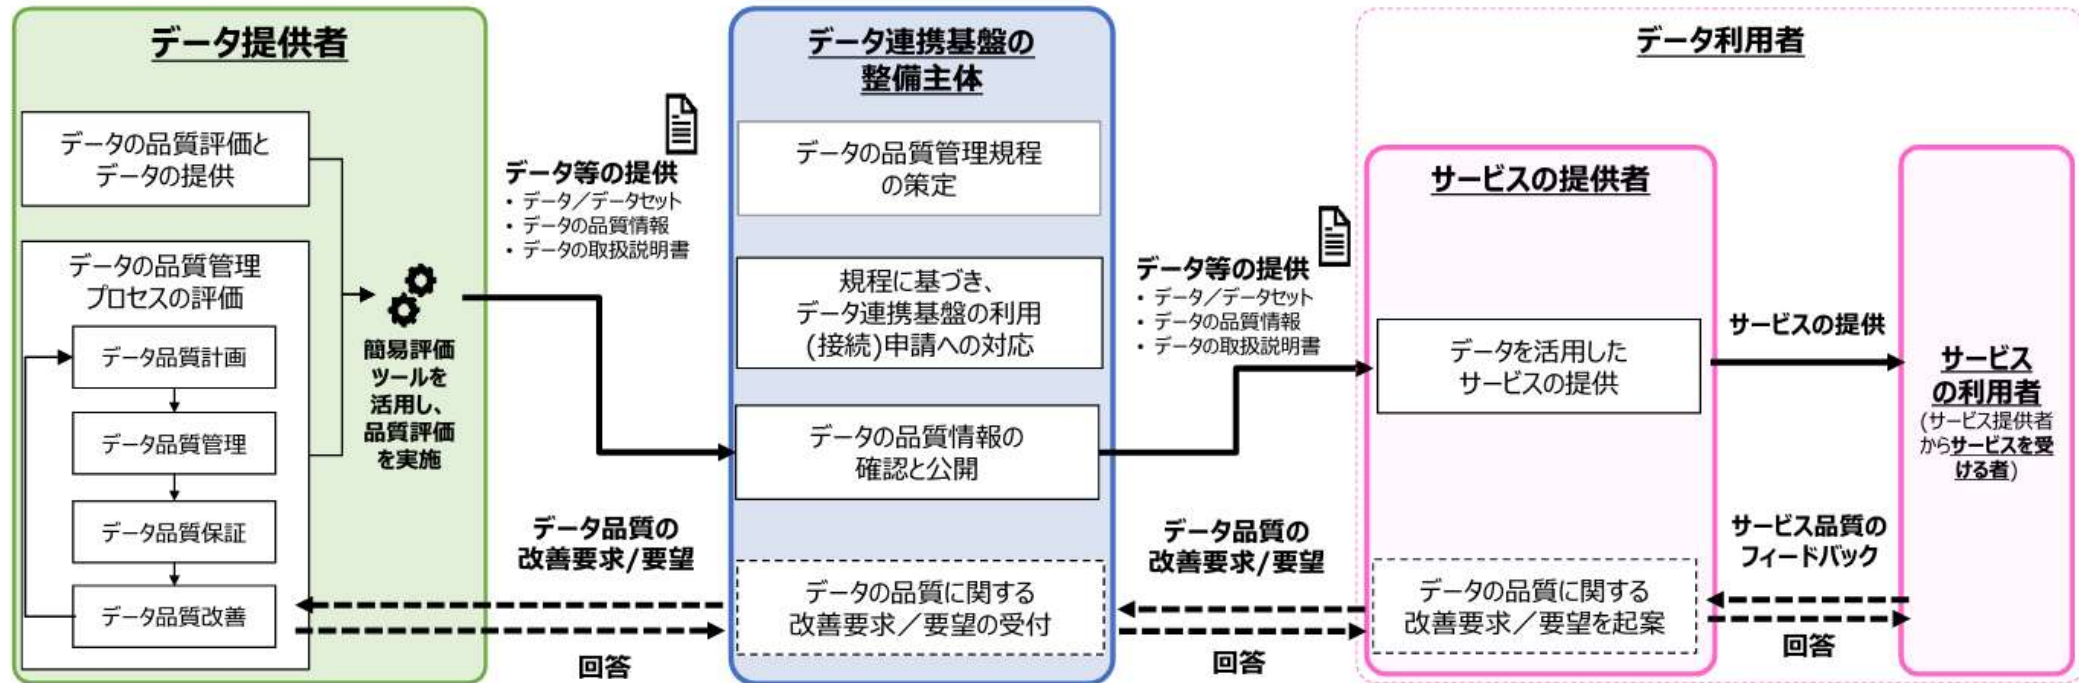 データ提供者
データの品質評価と
データの提供
データの品質管理
プロセスの評価
データ品質計画
データ品質管理
データ品質保証
データ品質改善
簡易評価
ツールを
活用し、
品質評価
を実施
データ等の提供
・データ／データセット
・データの品質情報
・データの取扱説明書
データ品質の
改善要求/要望
回答
データ連携基盤の
整備主体
データの品質管理規程
の策定
規程に基づき、
データ連携基盤の利用
(接続)申請への対応
データの品質情報の
確認と公開
データの品質に関する
改善要求／要望の受付
データ等の提供
・データ／データセット
・データの品質情報
・データの取扱説明書
データ品質の
改善要求/要望
回答
データ利用者
サービスの提供者
データを活用した
サービスの提供
データの品質に関する
改善要求／要望を起案
サービスの提供
サービス品質の
フィードバック
回答
サービス
の利用者
(サービス提供者
からサービスを受
ける者)